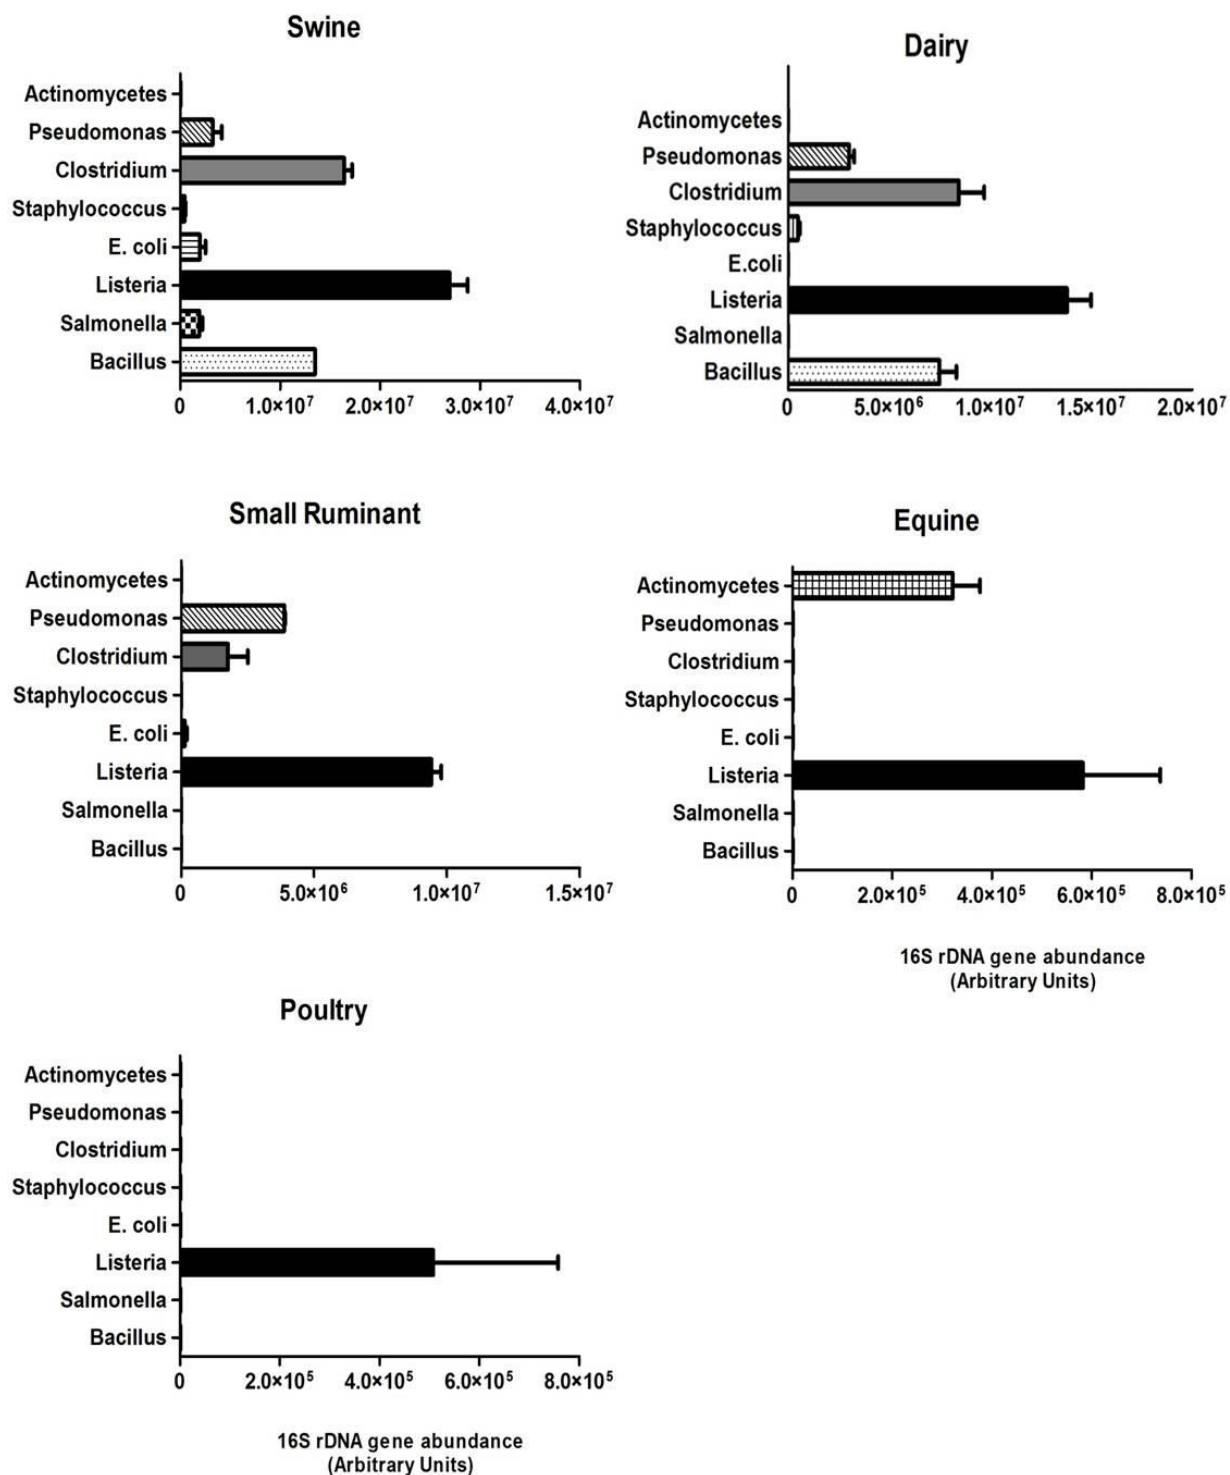 Swine
Actinomycetes
Pseudomonas
Clostridium
Staphylococcus
E. coli
Listeria
Salmonella
Bacillus
0 1.0×10⁷ 2.0×10⁷ 3.0×10⁷ 4.0×10⁷
Dairy
Actinomycetes
Pseudomonas
Clostridium
Staphylococcus
E.coli
Listeria
Salmonella
Bacillus
0 5.0×10⁶ 1.0×10⁷ 1.5×10⁷ 2.0×10⁷
Small Ruminant
Actinomycetes
Pseudomonas
Clostridium
Staphylococcus
E. coli
Listeria
Salmonella
Bacillus
0 5.0×10⁶ 1.0×10⁷ 1.5×10⁷
Equine
Actinomycetes
Pseudomonas
Clostridium
Staphylococcus
E. coli
Listeria
Salmonella
Bacillus
0 2.0×10⁵ 4.0×10⁵ 6.0×10⁵ 8.0×10⁵
16S rDNA gene abundance
(Arbitrary Units)
Poultry
Actinomycetes
Pseudomonas
Clostridium
Staphylococcus
E. coli
Listeria
Salmonella
Bacillus
0 2.0×10⁵ 4.0×10⁵ 6.0×10⁵ 8.0×10⁵
16S rDNA gene abundance
(Arbitrary Units)